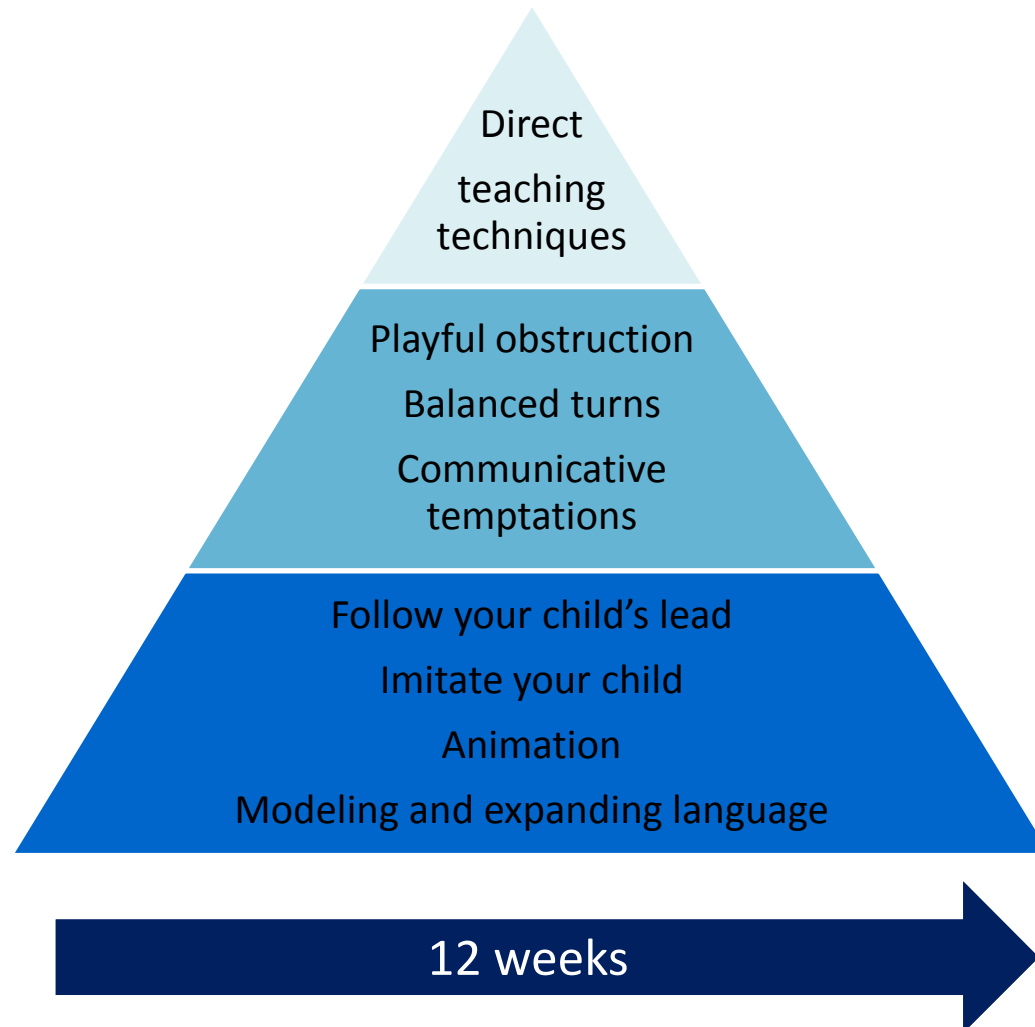 Direct
teaching
techniques
Playful obstruction
Balanced turns
Communicative
temptations
Follow your child’s lead
Imitate your child
Animation
Modeling and expanding language
12 weeks